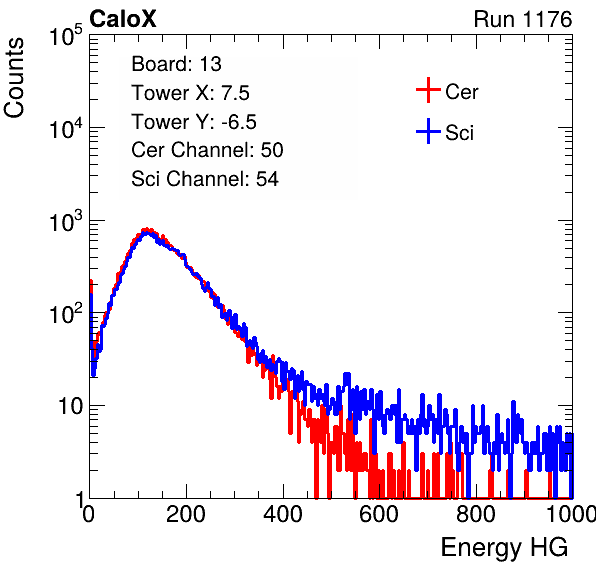 CaloX Run 1176
Counts
10^5
10^4
10^3
10^2
10
1
Board: 13
Tower X: 7.5
Tower Y: -6.5
Cer Channel: 50
Sci Channel: 54
Cer
Sci
0 200 400 600 800 1000
Energy HG